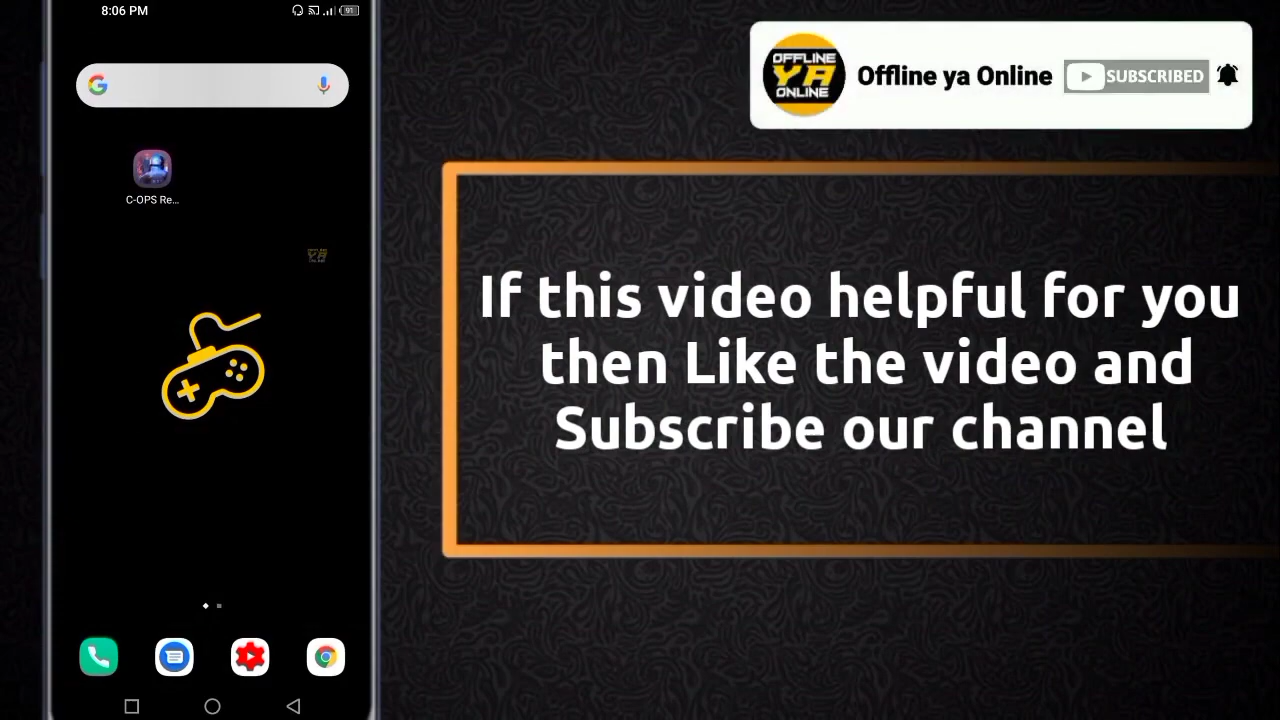 8:06 PM
91
C-OPS Re...
OFFLINE
YA
ONLINE
Offline ya Online
SUBSCRIBED
If this video helpful for you
then Like the video and
Subscribe our channel